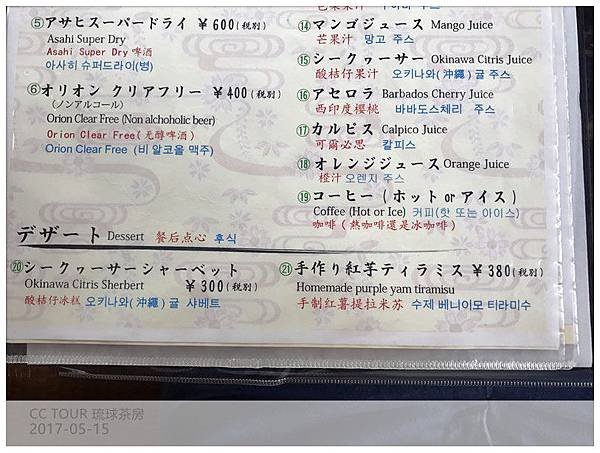 ⑤アサヒスーパードライ ¥600(税別)
Asahi Super Dry
Asahi Super Dry 啤酒
아사히 슈퍼드라이(병)
⑥オリオン クリアフリー ¥400(税別)
(ノンアルコール)
Orion Clear Free (Non alchoholic beer)
Orion Clear Free(无醇啤酒)
Orion Clear Free (비 알코올 맥주)
⑭マンゴジュース Mango Juice
芒果汁 망고 주스
⑮シークヮーサー Okinawa Citris Juice
酸桔仔果汁 오키나와(沖繩)귤 주스
⑯アセロラ Barbados Cherry Juice
西印度樱桃 바바도스체리 주스
⑰カルピス Calpico Juice
可爾必思 칼피스
⑱オレンジジュース Orange Juice
橙汁 오렌지 주스
⑲コーヒー(ホット or アイス)
Coffee (Hot or Ice) 커피(핫 또는 아이스)
咖啡(熱咖啡還是冰咖啡)
デザート Dessert 餐后点心 후식
⑳シークヮーサーシャーベット
Okinawa Citris Sherbert ¥300(税別)
酸桔仔冰糕 오키나와(沖繩)귤 샤베트
㉑手作り紅芋ティラミス ¥380(税別)
Homemade purple yam tiramisu
手制红薯提拉米苏 수제 베니이모 티라미수
CC TOUR 琉球茶房
2017-05-15